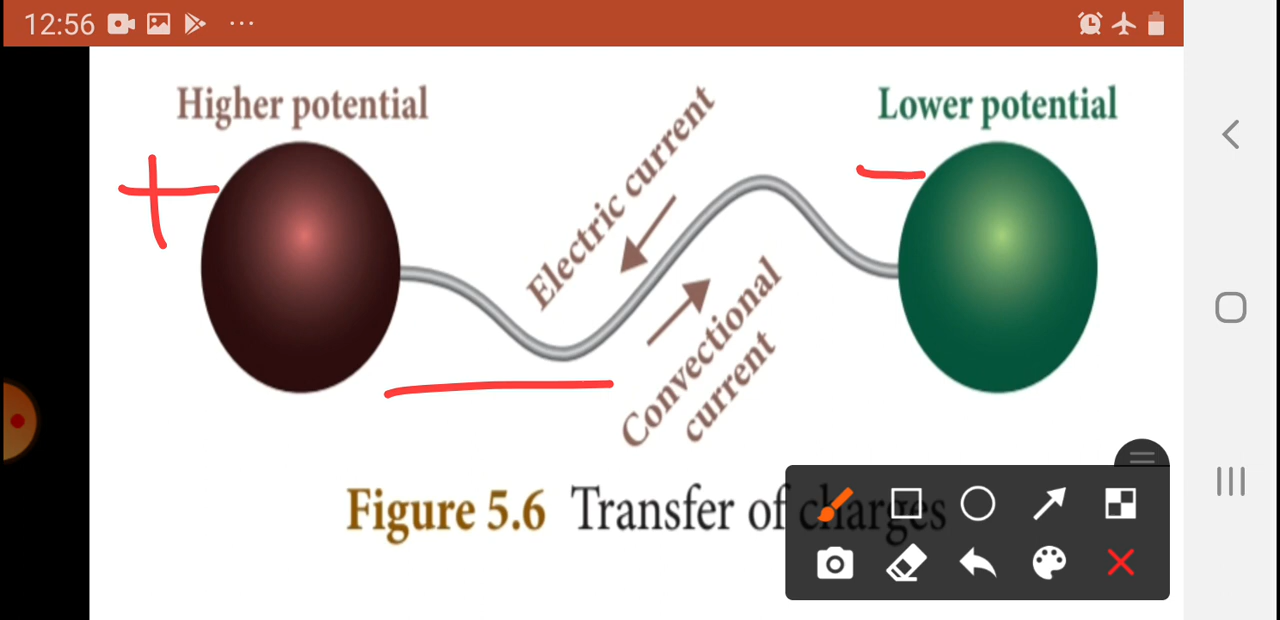 12:56
Higher potential
Lower potential
Electric current
Convectional
current
Figure 5.6 Transfer of charges